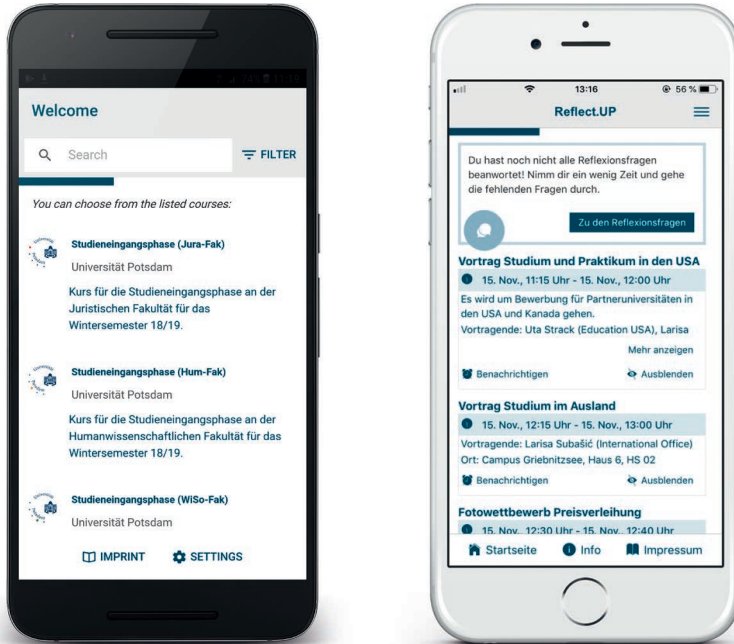 74% 11:19
Welcome
Search
FILTER
You can choose from the listed courses:
Studieneingangsphase (Jura-Fak)
Universität Potsdam
Kurs für die Studieneingangsphase an der
Juristischen Fakultät für das
Wintersemester 18/19.
Studieneingangsphase (Hum-Fak)
Universität Potsdam
Kurs für die Studieneingangsphase an der
Humanwissenschaftlichen Fakultät für das
Wintersemester 18/19.
Studieneingangsphase (WiSo-Fak)
Universität Potsdam
IMPRINT SETTINGS
13:16 56 %
Reflect.UP
Du hast noch nicht alle Reflexionsfragen
beanwortet! Nimm dir ein wenig Zeit und gehe
die fehlenden Fragen durch.
Zu den Reflexionsfragen
Vortrag Studium und Praktikum in den USA
15. Nov., 11:15 Uhr - 15. Nov., 12:00 Uhr
Es wird um Bewerbung für Partneruniversitäten in
den USA und Kanada gehen.
Vortragende: Uta Strack (Education USA), Larisa
Mehr anzeigen
Benachrichtigen Ausblenden
Vortrag Studium im Ausland
15. Nov., 12:15 Uhr - 15. Nov., 13:00 Uhr
Vortragende: Larisa Subašić (International Office)
Ort: Campus Griebnitzsee, Haus 6, HS 02
Benachrichtigen Ausblenden
Fotowettbewerb Preisverleihung
15. Nov., 12:30 Uhr - 15. Nov., 12:40 Uhr
Startseite Info Impressum